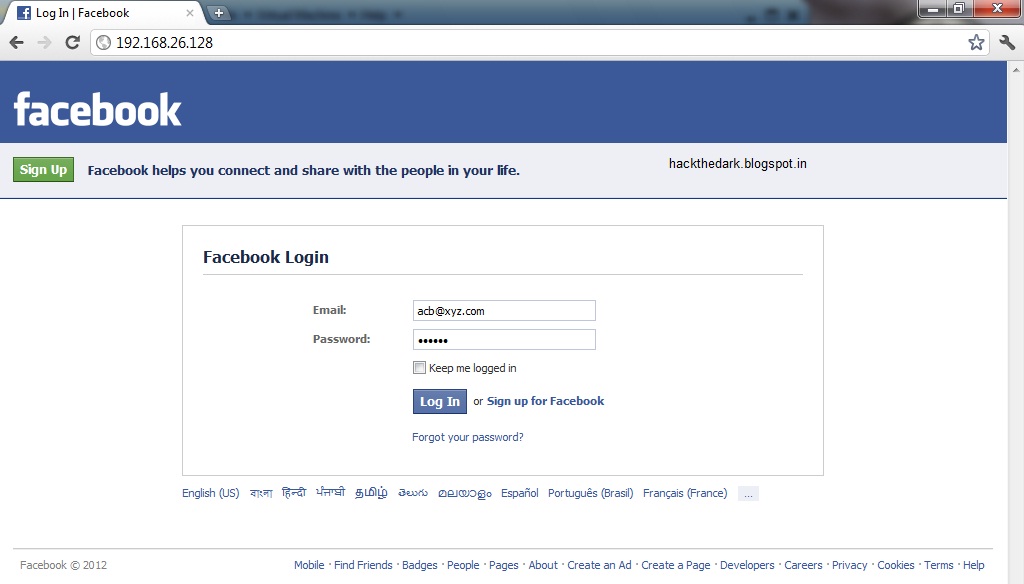 Log In | Facebook
192.168.26.128
facebook
Sign Up Facebook helps you connect and share with the people in your life. hackthedark.blogspot.in
Facebook Login
Email: acb@xyz.com
Password: ••••••
Keep me logged in
Log In or Sign up for Facebook
Forgot your password?
English (US) বাংলা हिन्दी ਪੰਜਾਬੀ தமிழ் తెలుగు മലയാളം Español Português (Brasil) Français (France) ...
Facebook © 2012 Mobile · Find Friends · Badges · People · Pages · About · Create an Ad · Create a Page · Developers · Careers · Privacy · Cookies · Terms · Help